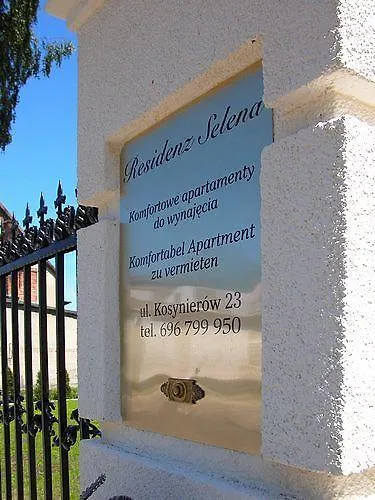 Residenz Selena
Komfortowe apartamenty
do wynajęcia
Komfortabel Apartment
zu vermieten
ul. Kosynierów 23
tel. 696 799 950